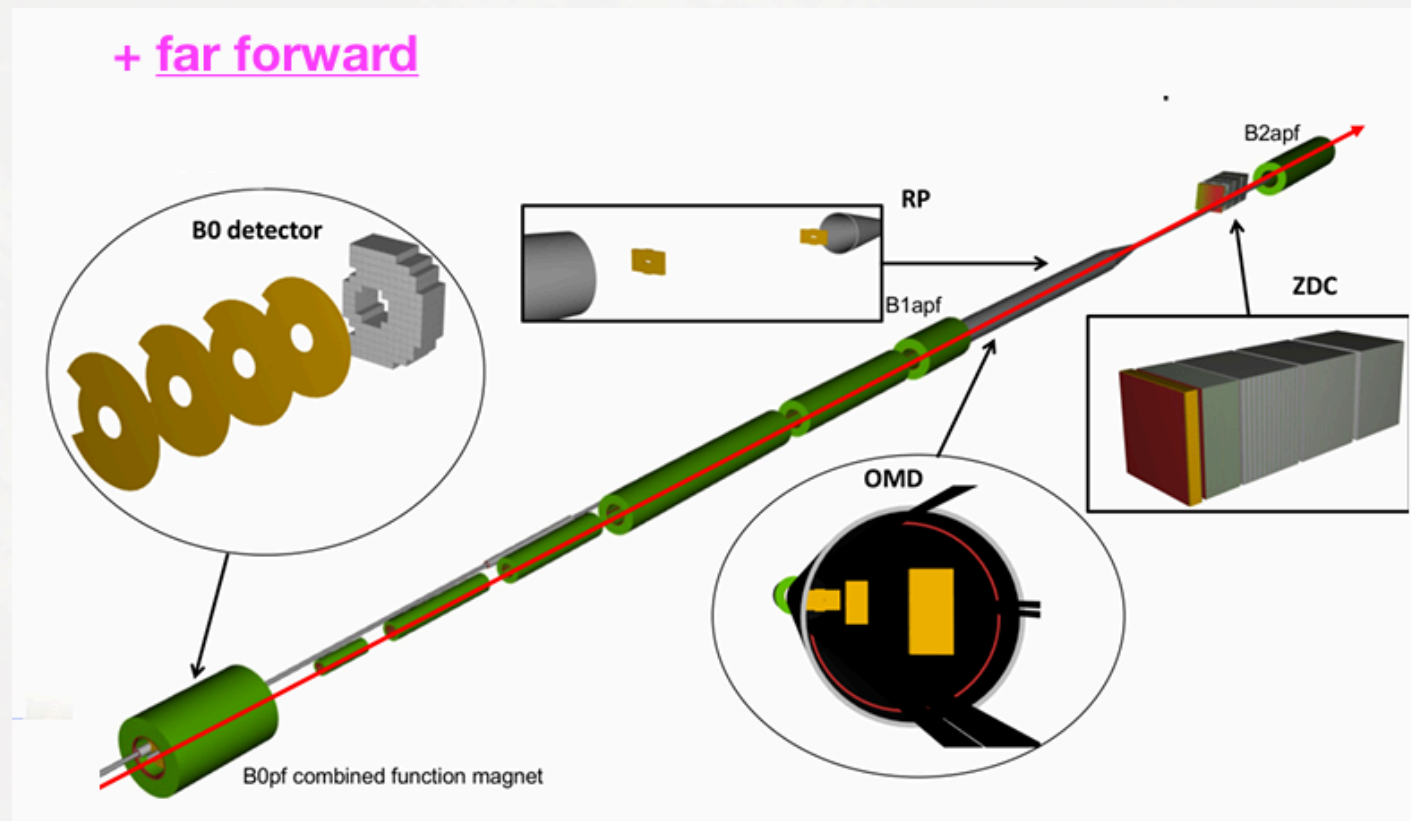 + far forward
B2apf
RP
B0 detector
ZDC
B1apf
OMD
B0pf combined function magnet